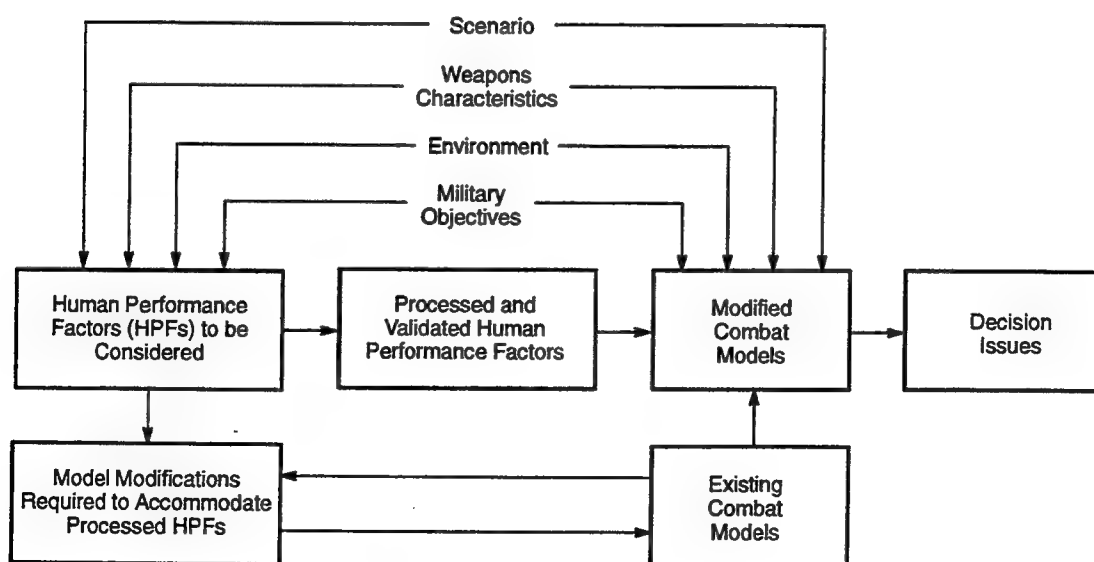 Scenario
Weapons
Characteristics
Environment
Military
Objectives
Human Performance
Factors (HPFs) to be
Considered
Processed and
Validated Human
Performance Factors
Modified
Combat
Models
Decision
Issues
Model Modifications
Required to Accommodate
Processed HPFs
Existing
Combat
Models